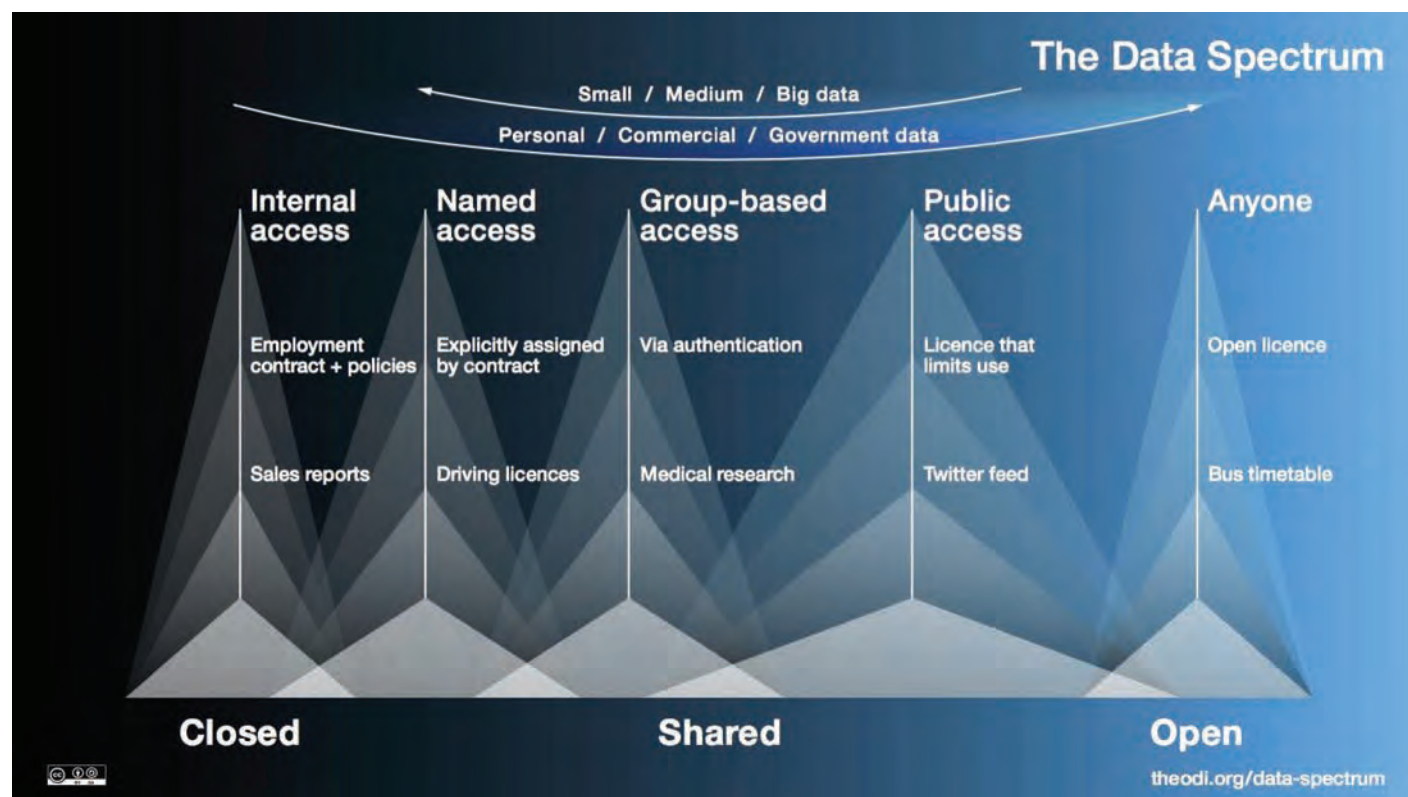 The Data Spectrum
Small / Medium / Big data
Personal / Commercial / Government data
Internal
access
Named
access
Group-based
access
Public
access
Anyone
Employment
contract + policies
Explicitly assigned
by contract
Via authentication
Licence that
limits use
Open licence
Sales reports
Driving licences
Medical research
Twitter feed
Bus timetable
Closed
Shared
Open
cc
theodi.org/data-spectrum